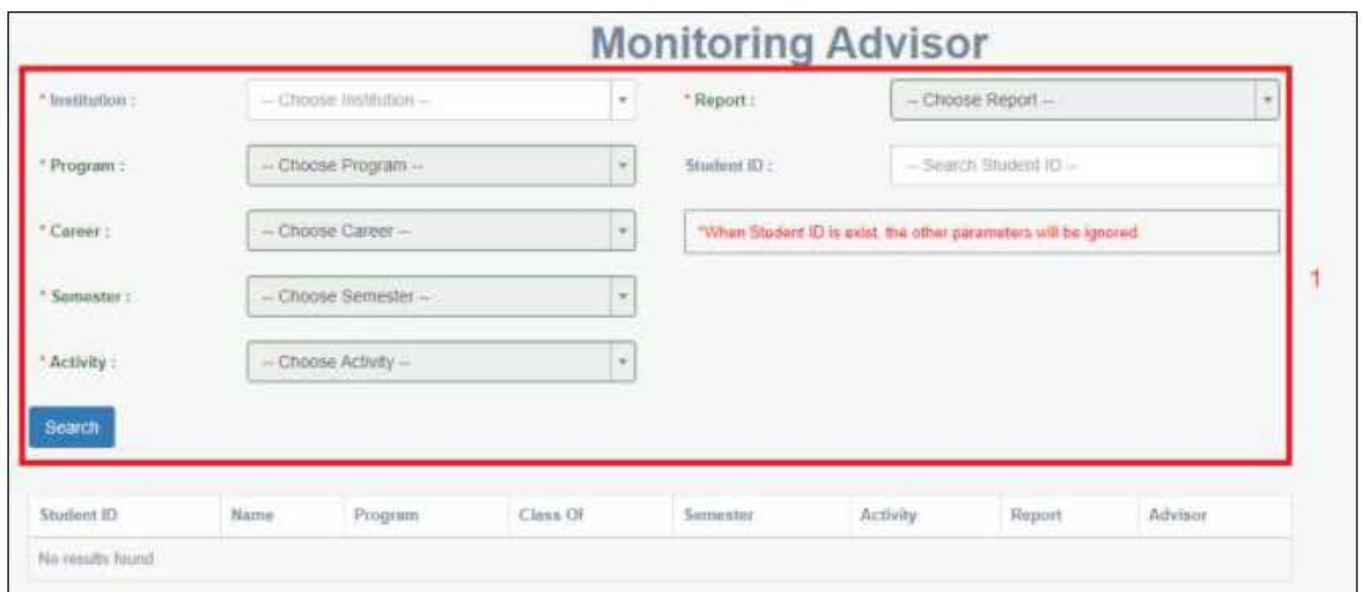 Monitoring Advisor
* Institution : -- Choose Institution -- * Report : -- Choose Report --
* Program : -- Choose Program -- Student ID : -- Search Student ID --
* Career : -- Choose Career -- *When Student ID is exist, the other parameters will be ignored.
* Semester : -- Choose Semester --
1
* Activity : -- Choose Activity --
Search
Student ID Name Program Class Of Semester Activity Report Advisor
No results found